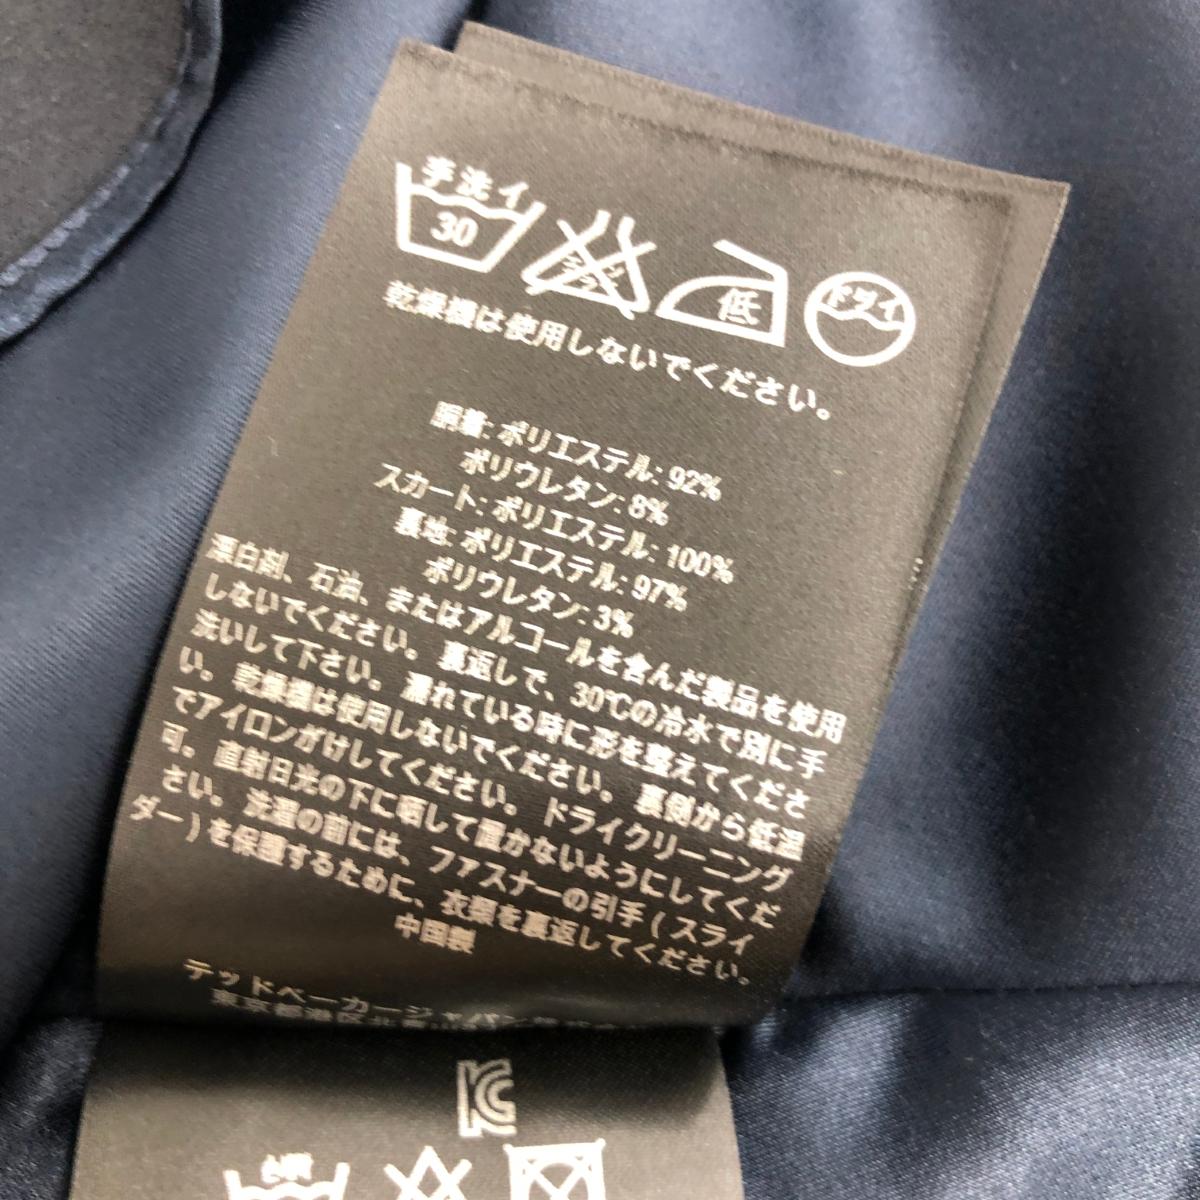 手洗イ
30
低
ドライ
乾燥機は使用しないでください。
胴着: ポリエステル: 92%
ポリウレタン: 8%
スカート: ポリエステル: 100%
裏地: ポリエステル: 97%
ポリウレタン: 3%
漂白剤、石油、またはアルコールを含んだ製品を使用
しないでください。裏返しで、30℃の冷水で別に手
洗いして下さい。濡れている時に形を整えてくださ
い。乾燥機は使用しないでください。裏側から低温
でアイロンがけしてください。ドライクリーニング
可。直射日光の下に晒して置かないようにしてくだ
さい。洗濯の前には、ファスナーの引手 ( スライ
ダー ) を保護するために、衣類を裏返してください。
中国製
テッドベーカージャパン
東京都港区